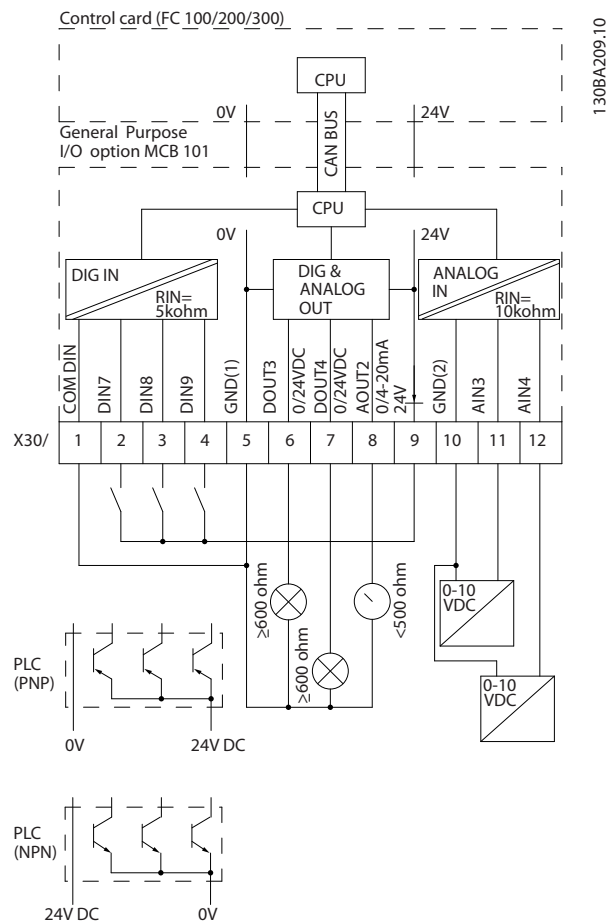 Control card (FC 100/200/300)
130BA209.10
CPU
0V
24V
General Purpose
I/O option MCB 101
CAN BUS
CPU
0V
24V
DIG IN
RIN=
5kohm
DIG &
ANALOG
OUT
ANALOG
IN
RIN=
10kohm
COM DIN
DIN7
DIN8
DIN9
GND(1)
DOUT3
0/24VDC
DOUT4
0/24VDC
AOUT2
0/4-20mA
24V
GND(2)
AIN3
AIN4
X30/
1
2
3
4
5
6
7
8
9
10
11
12
≥600 ohm
≥600 ohm
<500 ohm
0-10
VDC
0-10
VDC
PLC
(PNP)
0V
24V DC
PLC
(NPN)
24V DC
0V